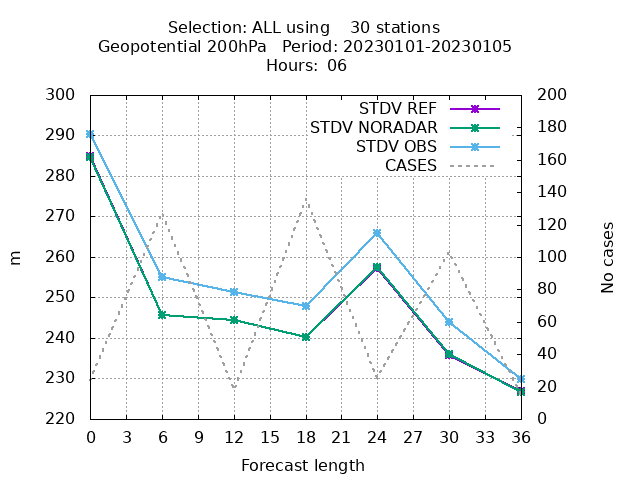 Selection: ALL using    30 stations
Geopotential 200hPa   Period: 20230101-20230105
Hours:  06
STDV REF
STDV NORADAR
STDV OBS
CASES
300
290
280
270
260
250
240
230
220
m
200
180
160
140
120
100
80
60
40
20
0
No cases
0 3 6 9 12 15 18 21 24 27 30 33 36
Forecast length